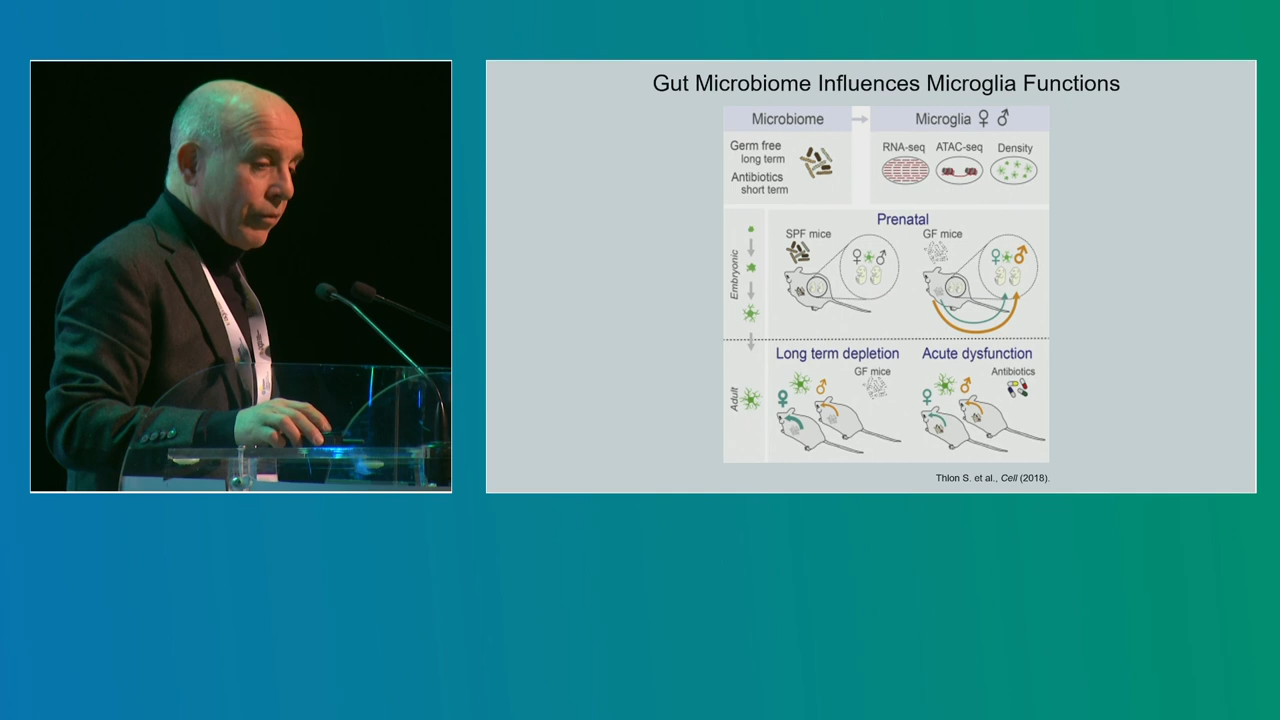 Gut Microbiome Influences Microglia Functions
Microbiome
Microglia ♀ ♂
Germ free
long term
Antibiotics
short term
RNA-seq
ATAC-seq
Density
Prenatal
SPF mice
GF mice
♀ ♂
♀ ♂
Embryonic
Long term depletion
Acute dysfunction
GF mice
Antibiotics
♀ ♂
♀ ♂
Adult
Thion S. et al., Cell (2018).